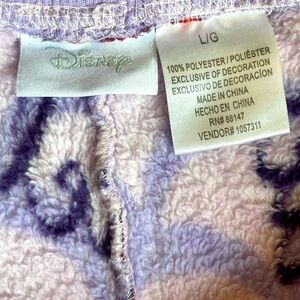 Disney
L/G
100% POLYESTER / POLIÉSTER
EXCLUSIVE OF DECORATION
EXCLUSIVO DE DECORACIÓN
MADE IN CHINA
HECHO EN CHINA
RN# 88147
VENDOR# 1057311